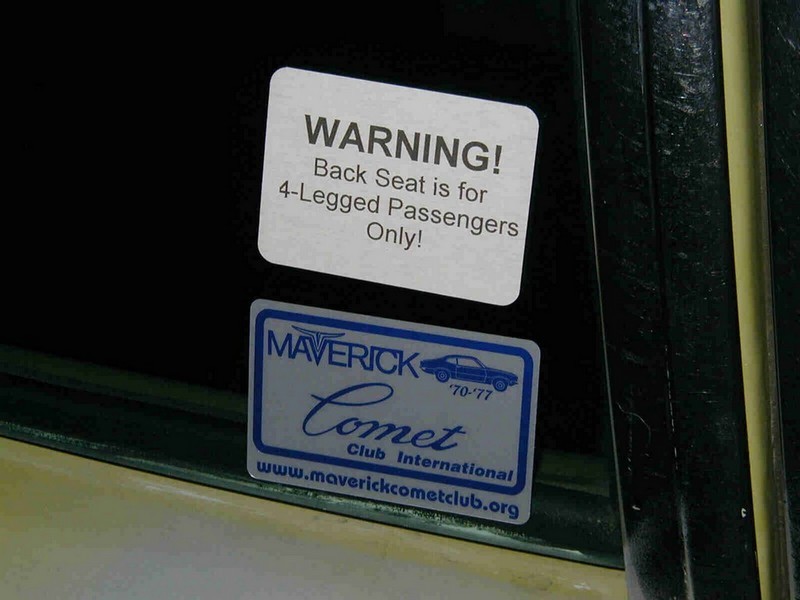 WARNING!
Back Seat is for
4-Legged Passengers
Only!
MAVERICK
'70-'77
Comet
Club International
www.maverickcometclub.org